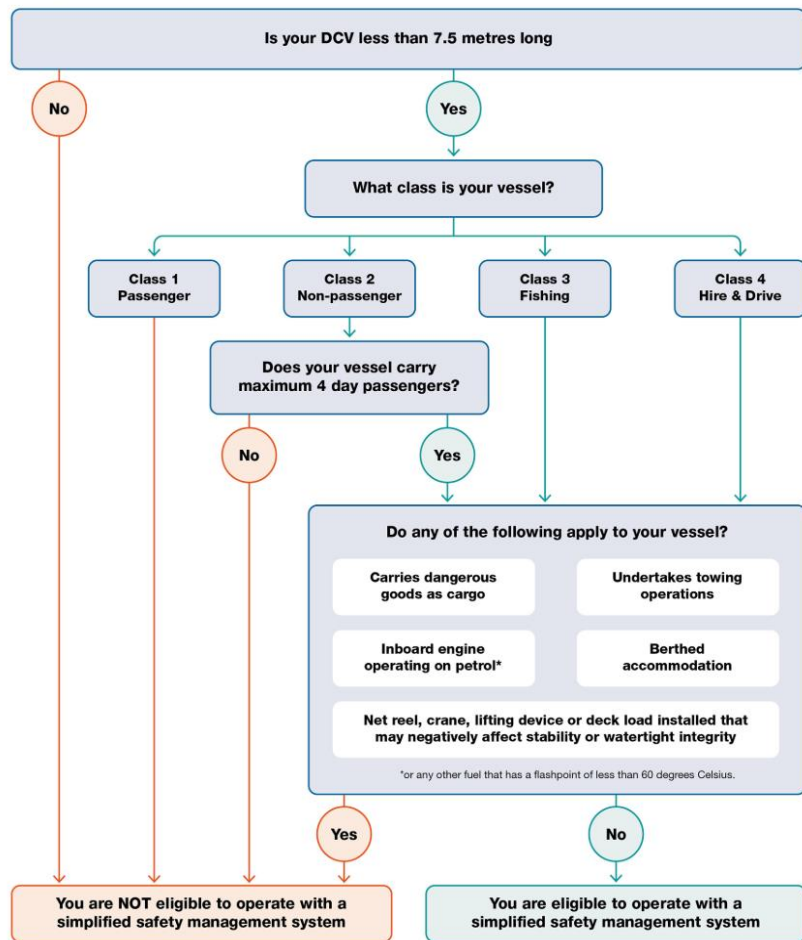 Is your DCV less than 7.5 metres long
No
Yes
What class is your vessel?
Class 1
Passenger
Class 2
Non-passenger
Class 3
Fishing
Class 4
Hire & Drive
Does your vessel carry
maximum 4 day passengers?
No
Yes
Do any of the following apply to your vessel?
Carries dangerous
goods as cargo
Undertakes towing
operations
Inboard engine
operating on petrol*
Berthed
accommodation
Net reel, crane, lifting device or deck load installed that
may negatively affect stability or watertight integrity
*or any other fuel that has a flashpoint of less than 60 degrees Celsius.
Yes
No
You are NOT eligible to operate with a
simplified safety management system
You are eligible to operate with a
simplified safety management system